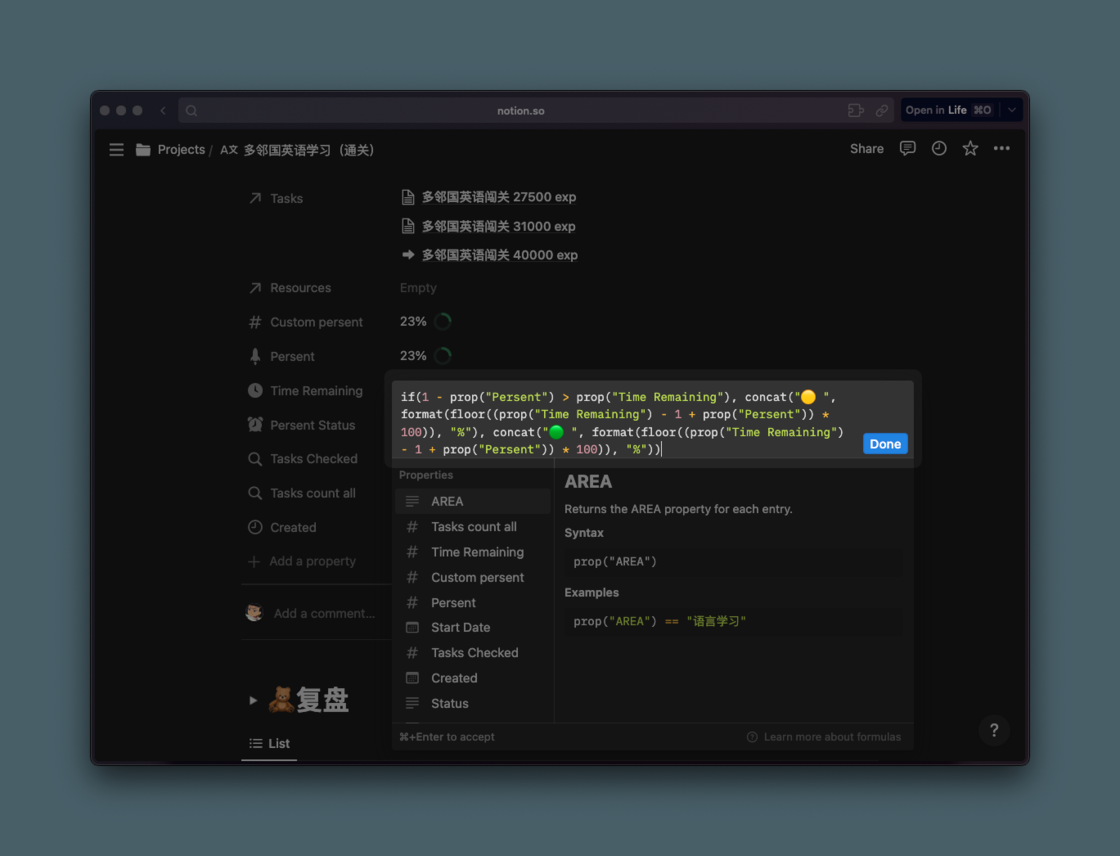 notion.so
Open in Life ⌘O
Projects / A文 多邻国英语学习（通关）
Share
Tasks
多邻国英语闯关 27500 exp
多邻国英语闯关 31000 exp
多邻国英语闯关 40000 exp
Resources
Empty
Custom persent
23%
Persent
23%
Time Remaining
Persent Status
Tasks Checked
Tasks count all
Created
Add a property
Add a comment...
🧸复盘
List
if(1 - prop("Persent") > prop("Time Remaining"), concat("🟡 ",
format(floor((prop("Time Remaining") - 1 + prop("Persent")) *
100)), "%"), concat("🟢 ", format(floor((prop("Time Remaining")
- 1 + prop("Persent")) * 100)), "%"))
Done
Properties
AREA
Tasks count all
Time Remaining
Custom persent
Persent
Start Date
Tasks Checked
Created
Status
AREA
Returns the AREA property for each entry.
Syntax
prop("AREA")
Examples
prop("AREA") == "语言学习"
⌘+Enter to accept
Learn more about formulas
?